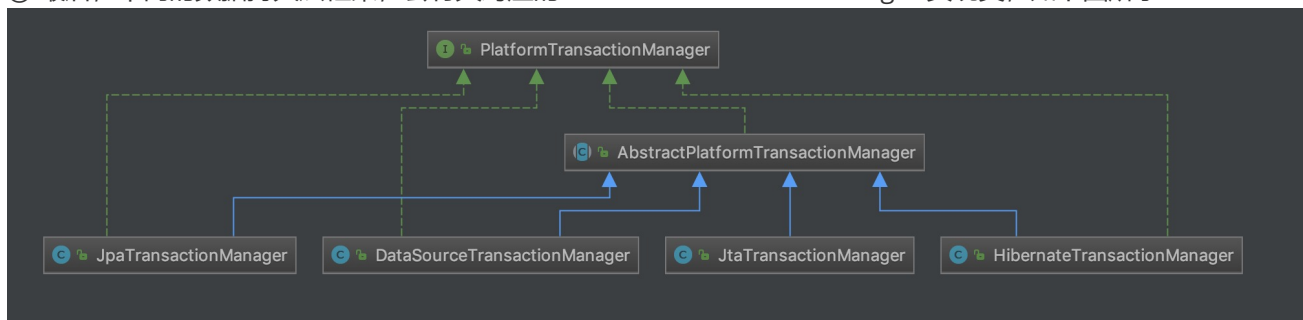 PlatformTransactionManager
AbstractPlatformTransactionManager
JpaTransactionManager
DataSourceTransactionManager
JtaTransactionManager
HibernateTransactionManager